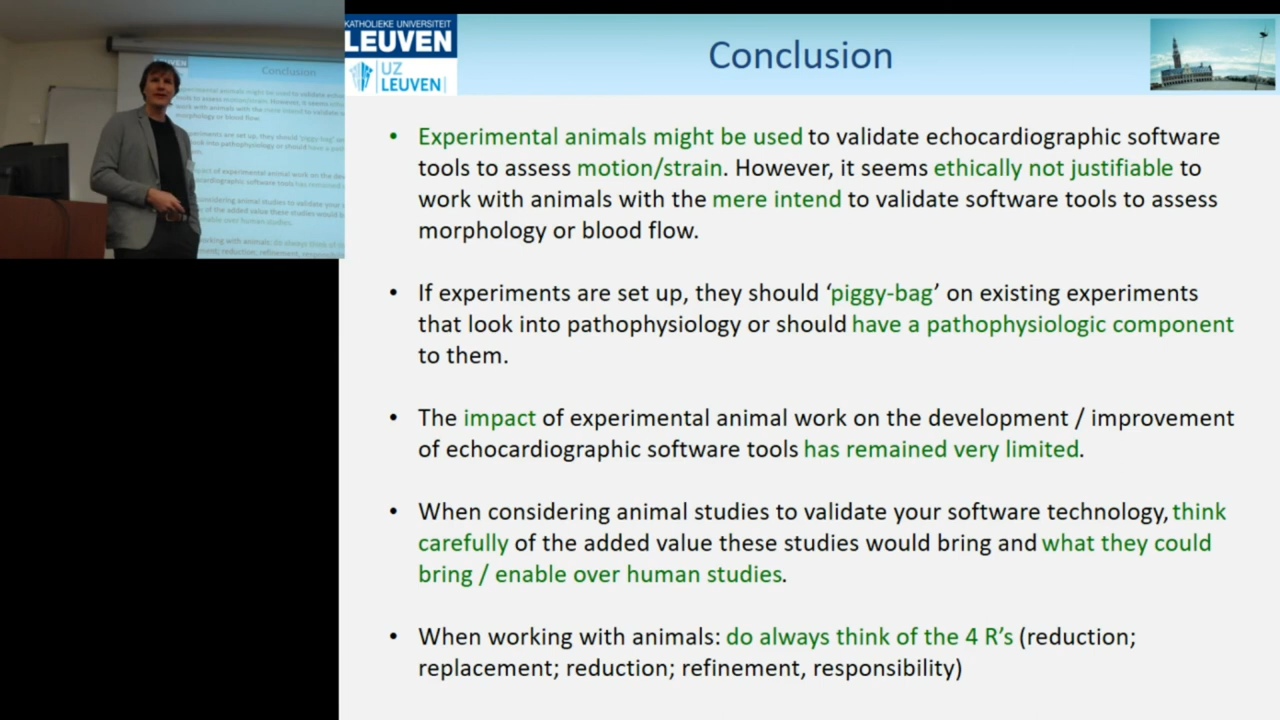 KATHOLIEKE UNIVERSITEIT
LEUVEN
UZ
LEUVEN
Conclusion
• Experimental animals might be used to validate echocardiographic software
tools to assess motion/strain. However, it seems ethically not justifiable to
work with animals with the mere intend to validate software tools to assess
morphology or blood flow.
• If experiments are set up, they should ‘piggy-bag’ on existing experiments
that look into pathophysiology or should have a pathophysiologic component
to them.
• The impact of experimental animal work on the development / improvement
of echocardiographic software tools has remained very limited.
• When considering animal studies to validate your software technology, think
carefully of the added value these studies would bring and what they could
bring / enable over human studies.
• When working with animals: do always think of the 4 R’s (reduction;
replacement; reduction; refinement, responsibility)
Conclusion